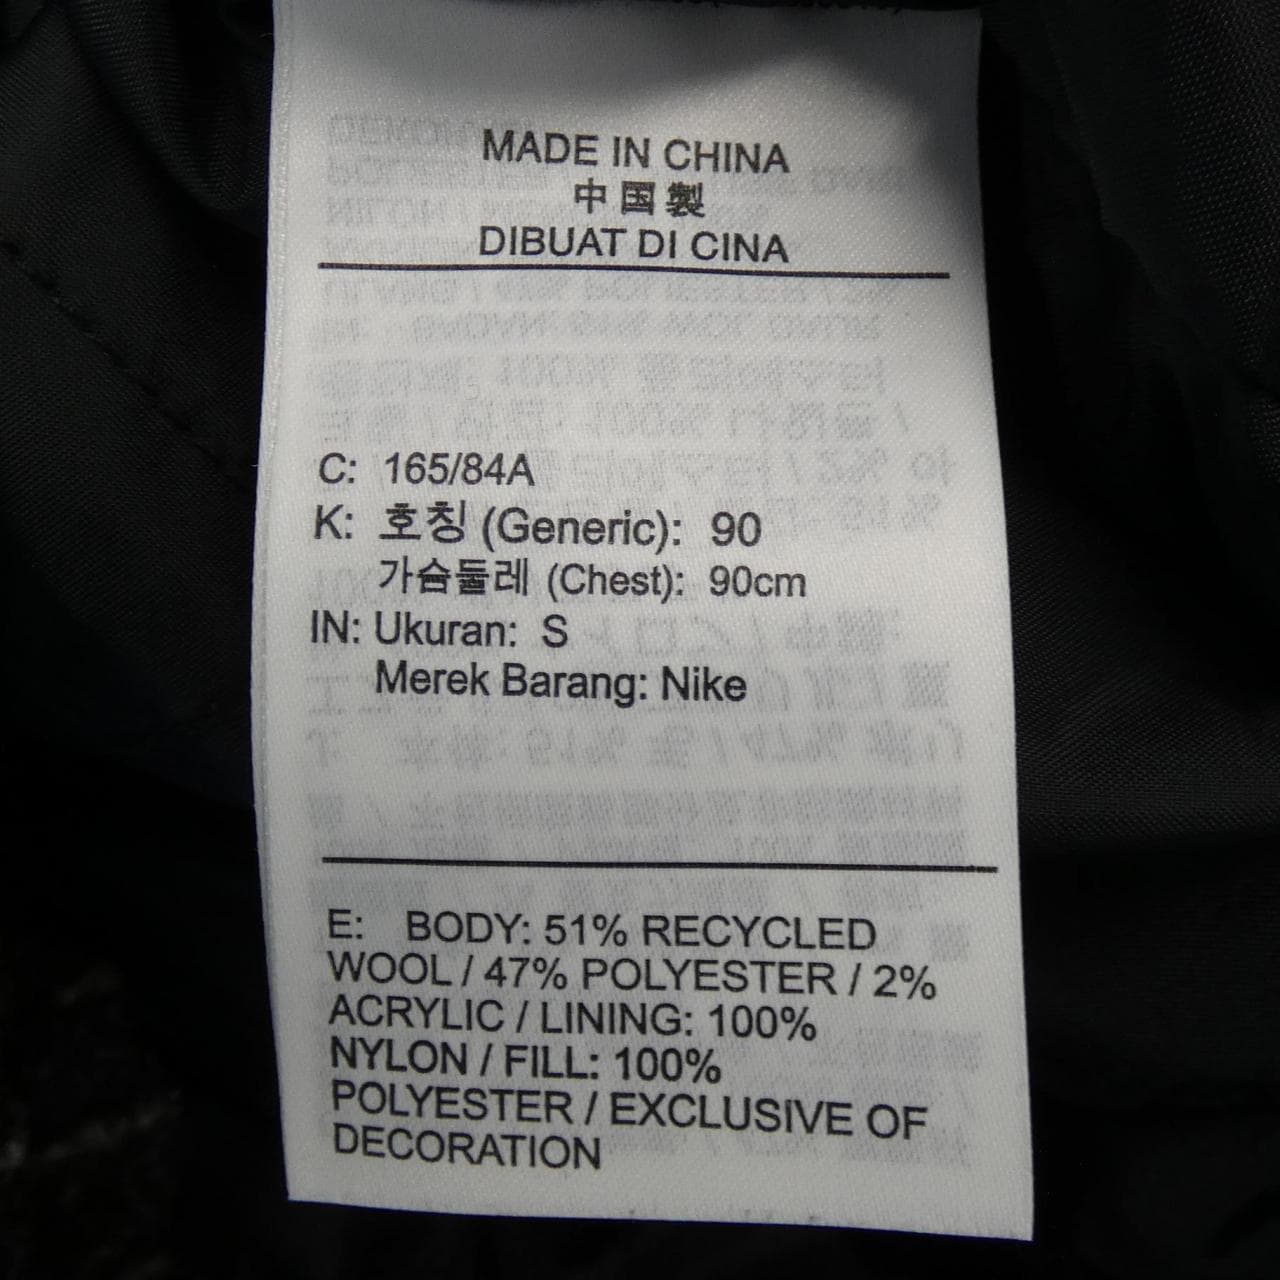 MADE IN CHINA
中国製
DIBUAT DI CINA
C: 165/84A
K: 호칭 (Generic): 90
가슴둘레 (Chest): 90cm
IN: Ukuran: S
Merek Barang: Nike
E: BODY: 51% RECYCLED
WOOL / 47% POLYESTER / 2%
ACRYLIC / LINING: 100%
NYLON / FILL: 100%
POLYESTER / EXCLUSIVE OF
DECORATION